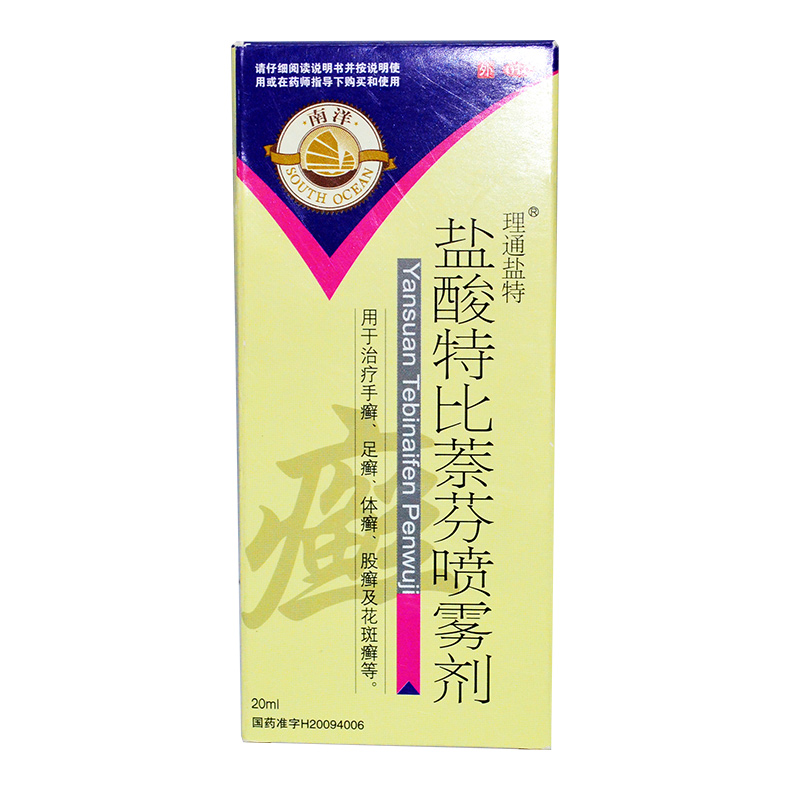 请仔细阅读说明书并按说明使
用或在药师指导下购买和使用
外
南洋
SOUTH OCEAN
理通盐特®
盐酸特比萘芬喷雾剂
Yansuan Tebinaifen Penwuji
用于治疗手癣、足癣、体癣、股癣及花斑癣等。
癣
20ml
国药准字H20094006